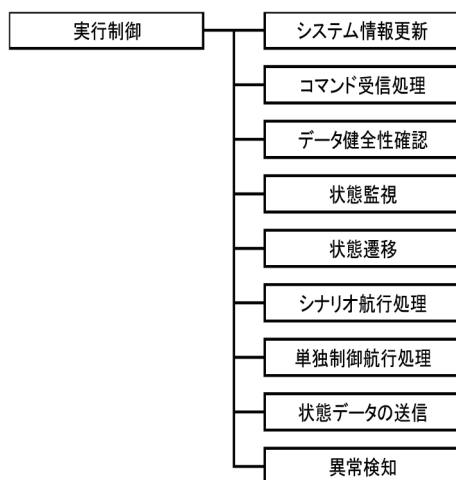 実行制御
システム情報更新
コマンド受信処理
データ健全性確認
状態監視
状態遷移
シナリオ航行処理
単独制御航行処理
状態データの送信
異常検知